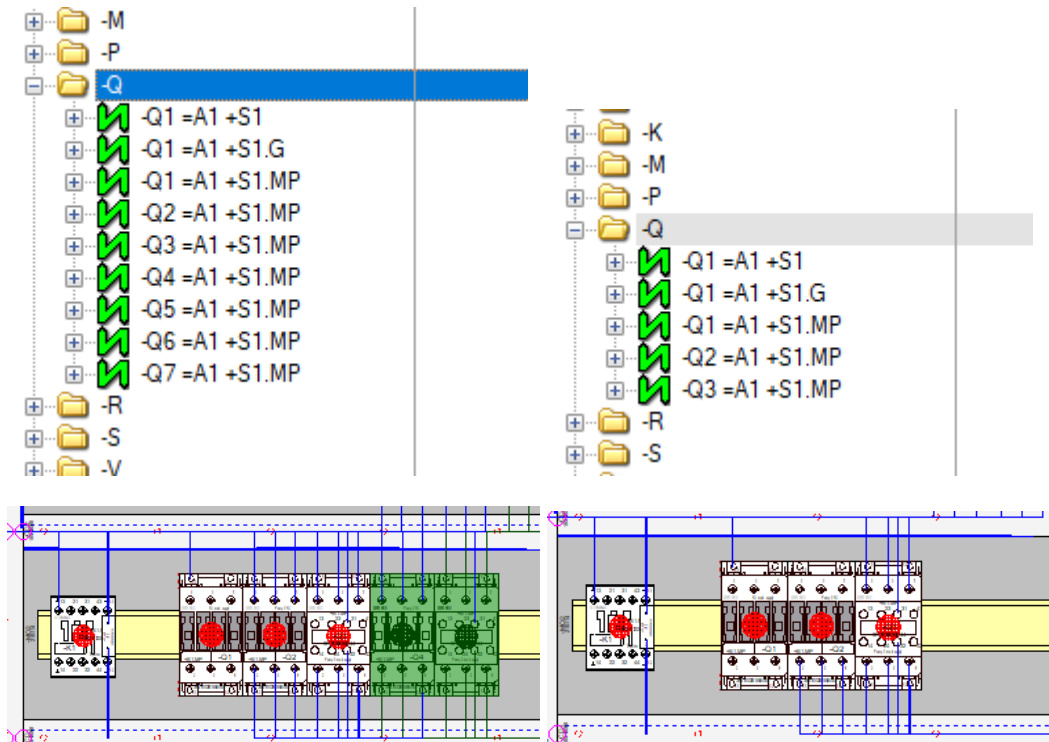 -M
-P
-Q
-Q1 =A1 +S1
-Q1 =A1 +S1.G
-Q1 =A1 +S1.MP
-Q2 =A1 +S1.MP
-Q3 =A1 +S1.MP
-Q4 =A1 +S1.MP
-Q5 =A1 +S1.MP
-Q6 =A1 +S1.MP
-Q7 =A1 +S1.MP
-R
-S
-V
-K
-M
-P
-Q
-Q1 =A1 +S1
-Q1 =A1 +S1.G
-Q1 =A1 +S1.MP
-Q2 =A1 +S1.MP
-Q3 =A1 +S1.MP
-R
-S
-K1
-Q1
-Q2
-Q4
-K1
-Q1
-Q2